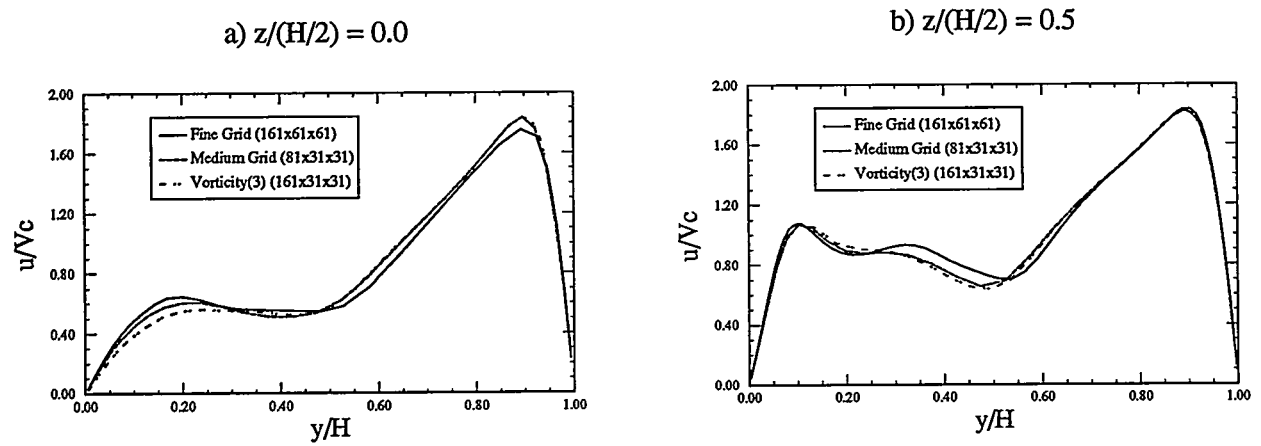 a) z/(H/2) = 0.0
2.00
1.60
1.20
0.80
0.40
0.00
u/Vc
Fine Grid (161x61x61)
Medium Grid (81x31x31)
Vorticity(3) (161x31x31)
0.00 0.20 0.40 0.60 0.80 1.00
y/H
b) z/(H/2) = 0.5
2.00
1.60
1.20
0.80
0.40
0.00
u/Vc
Fine Grid (161x61x61)
Medium Grid (81x31x31)
Vorticity(3) (161x31x31)
0.00 0.20 0.40 0.60 0.80 1.00
y/H